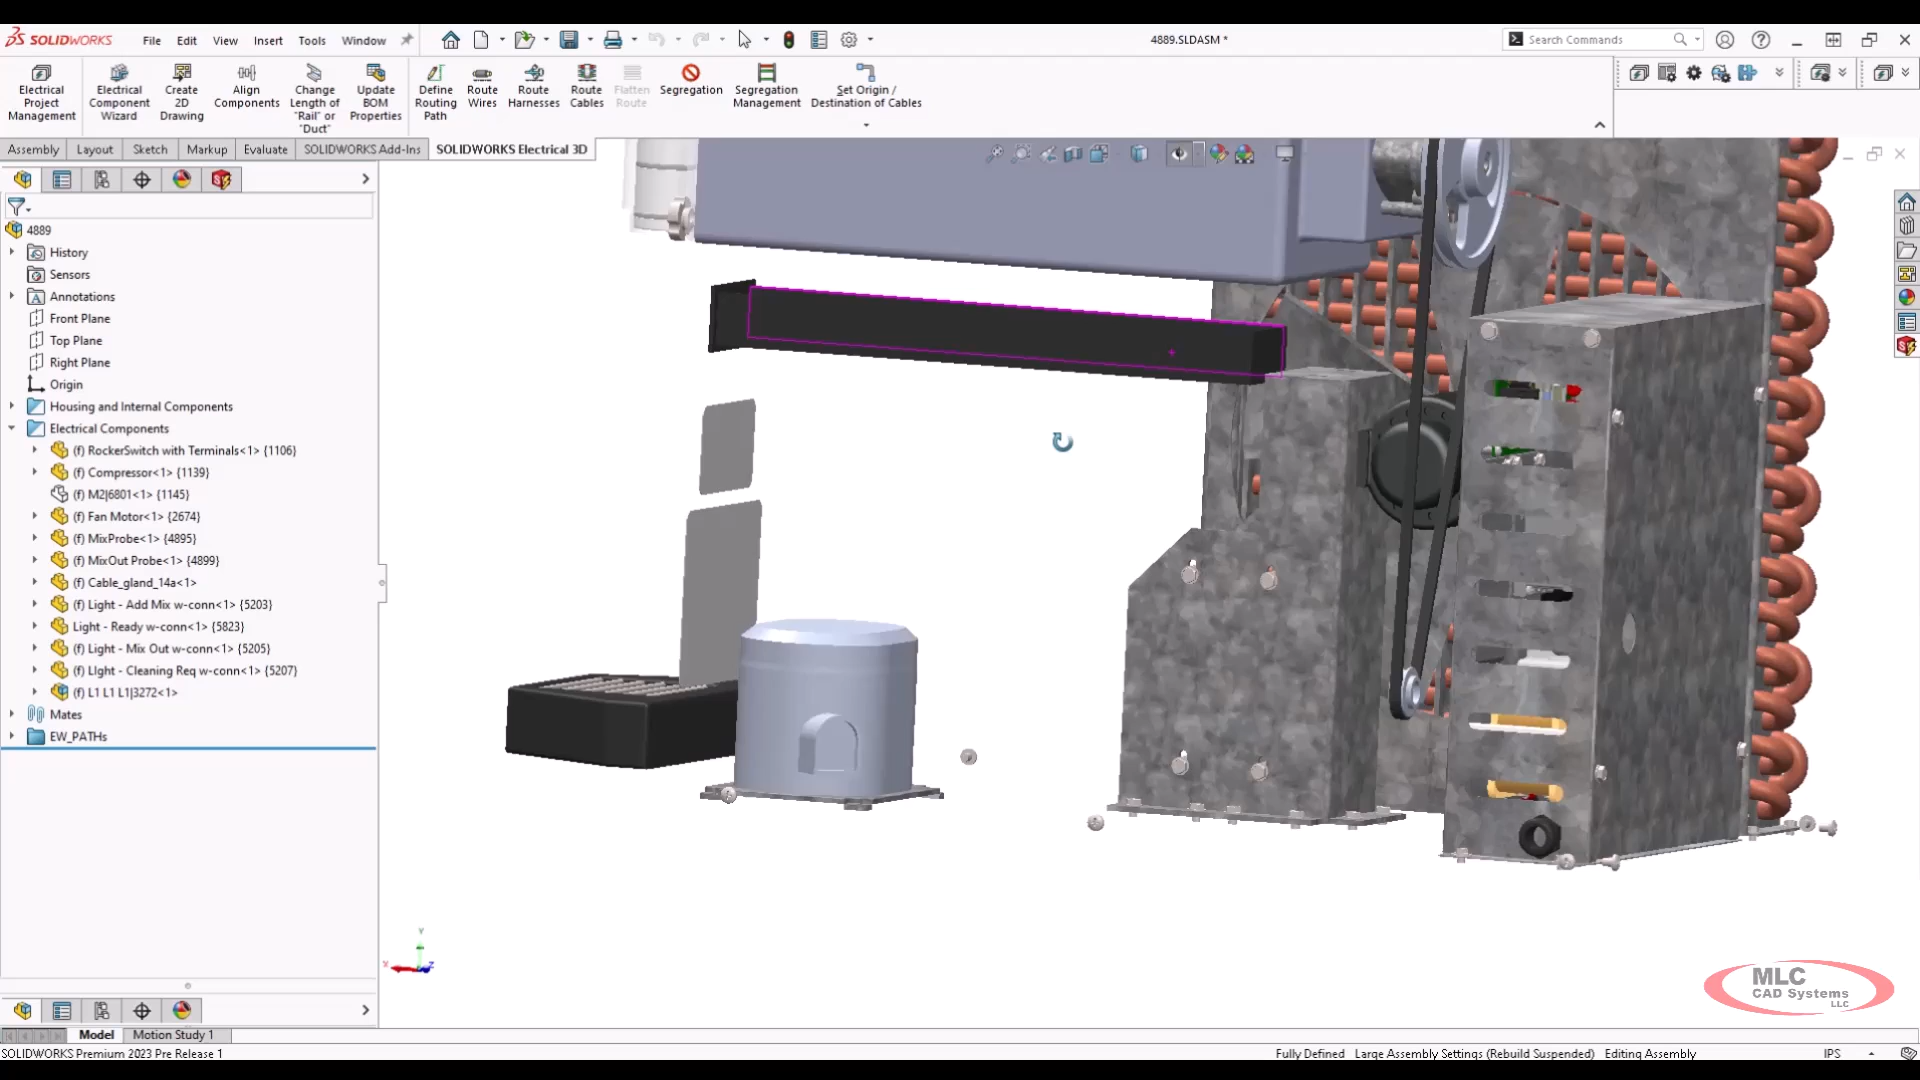 SOLIDWORKS
File Edit View Insert Tools Window
4889.SLDASM *
Search Commands
Electrical Project Management
Electrical Component Wizard
Create 2D Drawing
Align Components
Change Length of "Rail" or "Duct"
Update BOM Properties
Define Routing Path
Route Wires
Route Harnesses
Route Cables
Flatten Route
Segregation
Segregation Management
Set Origin / Destination of Cables
Assembly Layout Sketch Markup Evaluate SOLIDWORKS Add-Ins SOLIDWORKS Electrical 3D
4889
History
Sensors
Annotations
Front Plane
Top Plane
Right Plane
Origin
Housing and Internal Components
Electrical Components
(f) RockerSwitch with Terminals<1> {1106}
(f) Compressor<1> {1139}
(f) M2|6801<1> {1145}
(f) Fan Motor<1> {2674}
(f) MixProbe<1> {4895}
(f) MixOut Probe<1> {4899}
(f) Cable_gland_14a<1>
(f) Light - Add Mix w-conn<1> {5203}
Light - Ready w-conn<1> {5823}
(f) Light - Mix Out w-conn<1> {5205}
(f) LIght - Cleaning Req w-conn<1> {5207}
(f) L1 L1 L1|3272<1>
Mates
EW_PATHs
Y
X
Z
MLC
CAD Systems
LLC
Model Motion Study 1
SOLIDWORKS Premium 2023 Pre Release 1
Fully Defined Large Assembly Settings (Rebuild Suspended) Editing Assembly IPS